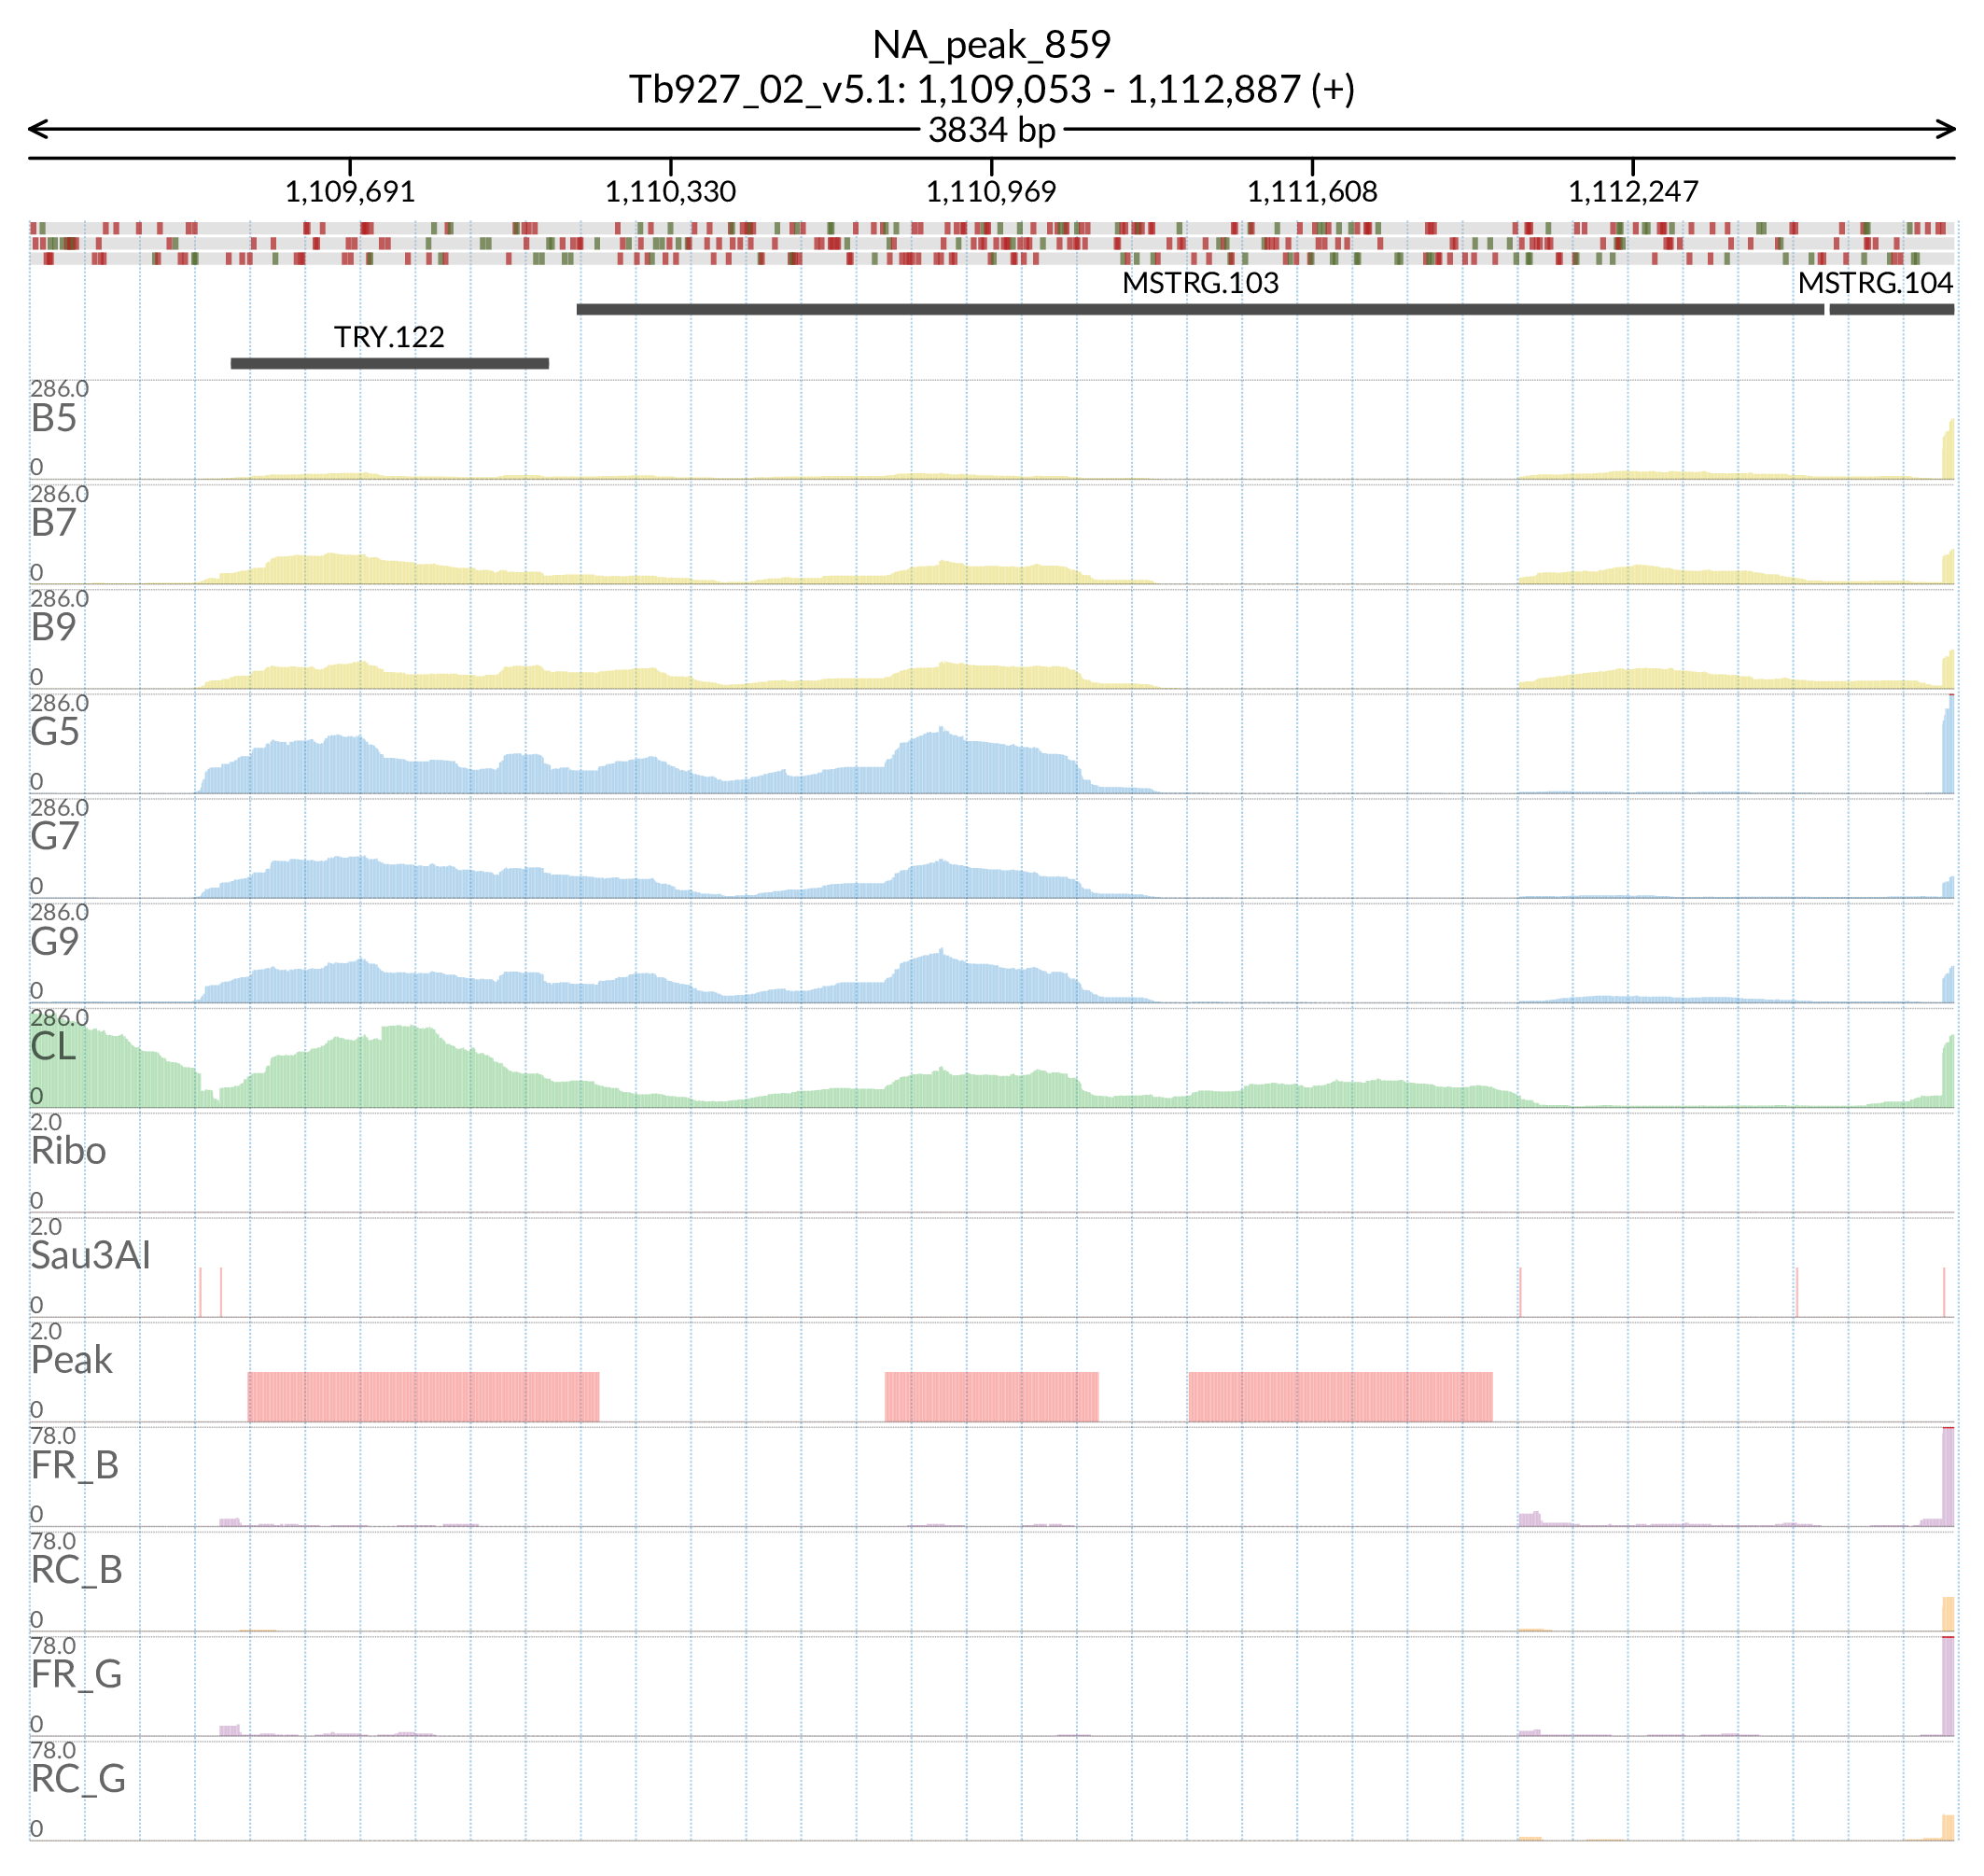 NA_peak_859
Tb927_02_v5.1: 1,109,053 - 1,112,887 (+)
3834 bp
1,109,691 1,110,330 1,110,969 1,111,608 1,112,247
MSTRG.103 MSTRG.104
TRY.122
286.0
B5
0
286.0
B7
0
286.0
B9
0
286.0
G5
0
286.0
G7
0
286.0
G9
0
286.0
CL
0
2.0
Ribo
0
2.0
Sau3AI
0
2.0
Peak
0
78.0
FR_B
0
78.0
RC_B
0
78.0
FR_G
0
78.0
RC_G
0